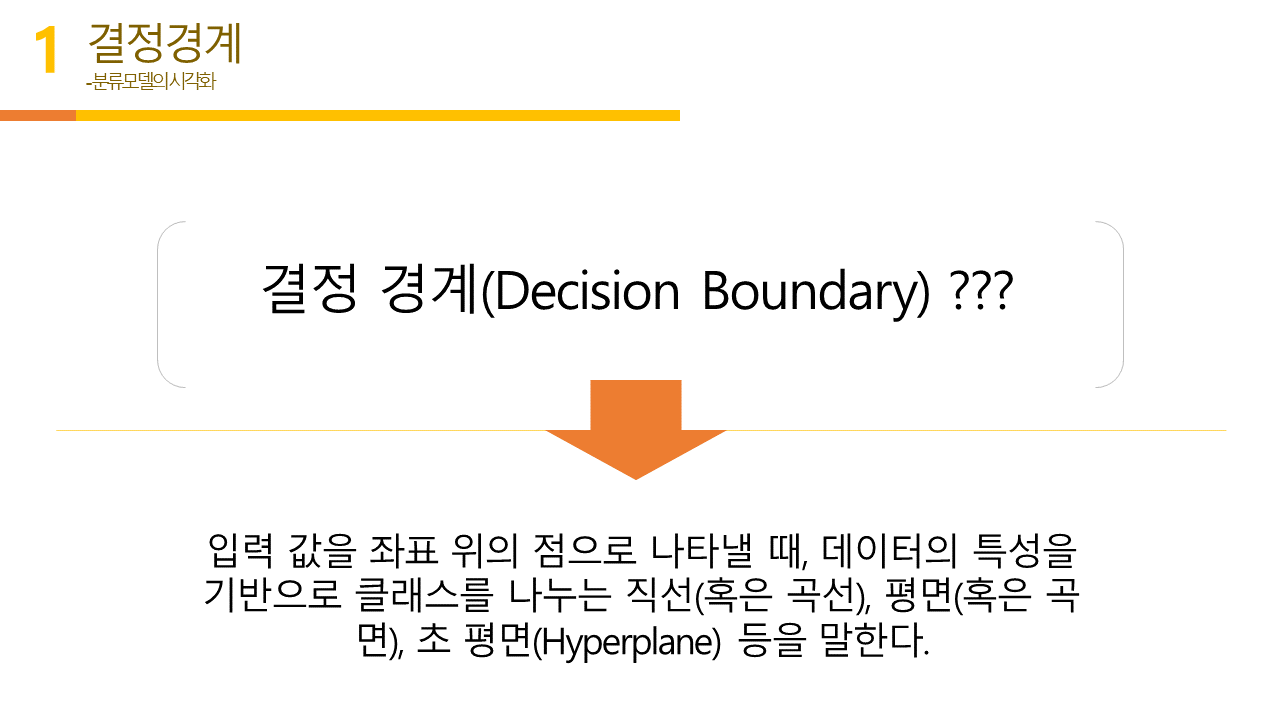 1
결정경계
-분류모델의시각화
결정 경계(Decision Boundary) ???
입력 값을 좌표 위의 점으로 나타낼 때, 데이터의 특성을
기반으로 클래스를 나누는 직선(혹은 곡선), 평면(혹은 곡
면), 초 평면(Hyperplane) 등을 말한다.